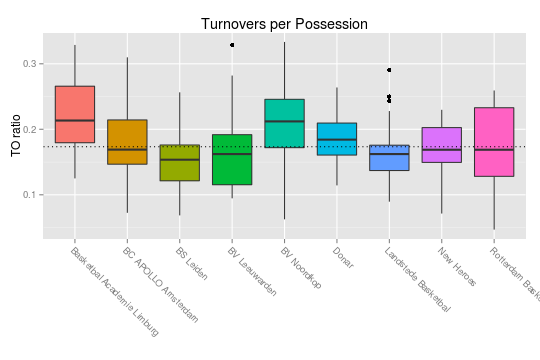 Turnovers per Possession
TO ratio
0.3
0.2
0.1
Basketbal Academie Limburg
BC APOLLO Amsterdam
BS Leiden
BV Leeuwarden
BV Noordkop
Donar
Landstede Basketbal
New Heroes
Rotterdam Bask